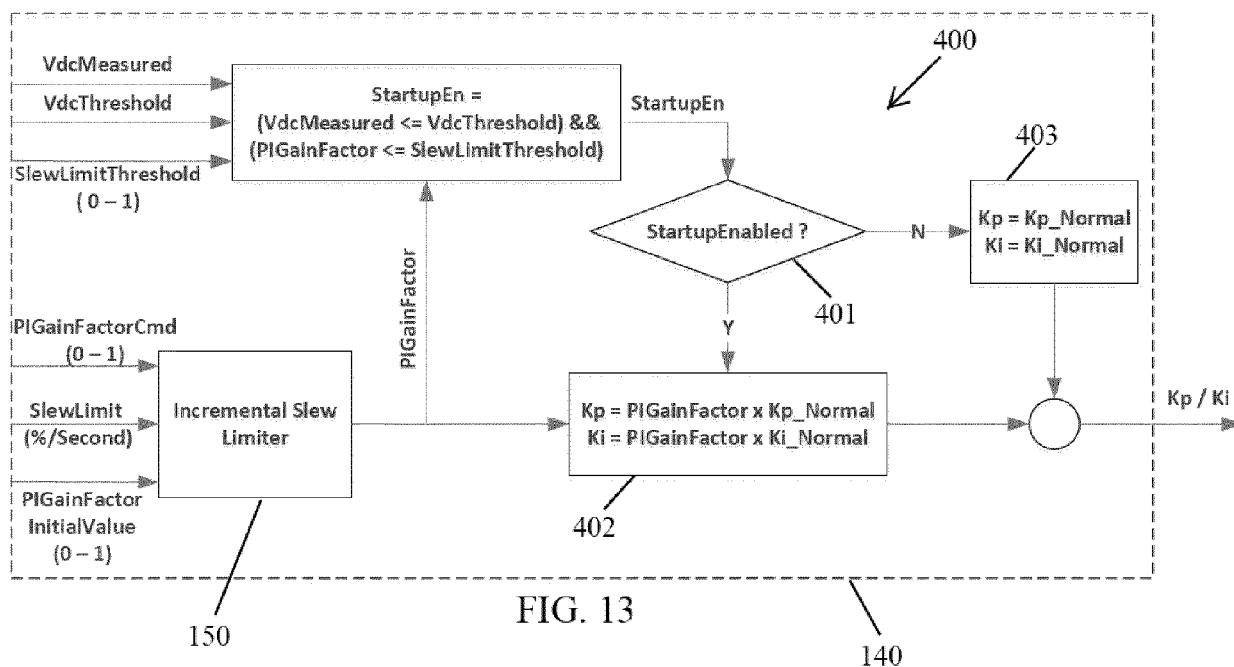 400
VdcMeasured
VdcThreshold
SlewLimitThreshold
( 0 – 1)
StartupEn =
(VdcMeasured <= VdcThreshold) &&
(PIGainFactor <= SlewLimitThreshold)
StartupEn
403
Kp = Kp_Normal
Ki = Ki_Normal
StartupEnabled ?
N
401
Y
PIGainFactor
PIGainFactorCmd
(0 – 1)
SlewLimit
(%/Second)
PIGainFactor
InitialValue
(0 – 1)
Incremental Slew
Limiter
Kp = PIGainFactor x Kp_Normal
Ki = PIGainFactor x Ki_Normal
402
Kp / Ki
150
FIG. 13
140